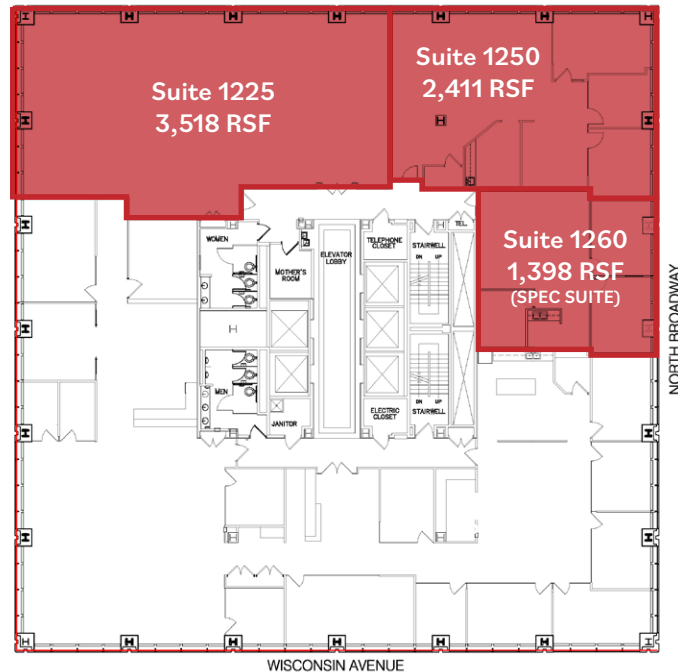 Suite 1225
3,518 RSF
Suite 1250
2,411 RSF
Suite 1260
1,398 RSF
(SPEC SUITE)
WOMEN
MOTHER'S
ROOM
ELEVATOR
LOBBY
TELEPHONE
CLOSET
STAIRWELL
DN UP
TEL.
MEN
JANITOR
ELECTRIC
CLOSET
DN UP
STAIRWELL
NORTH BROADWAY
WISCONSIN AVENUE